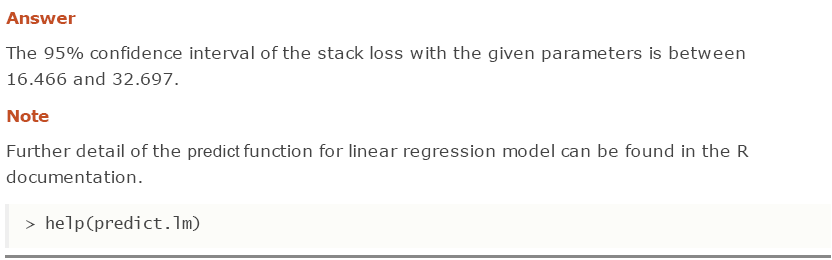 Answer
The 95% confidence interval of the stack loss with the given parameters is between
16.466 and 32.697.
Note
Further detail of the predict function for linear regression model can be found in the R
documentation.
> help(predict.lm)